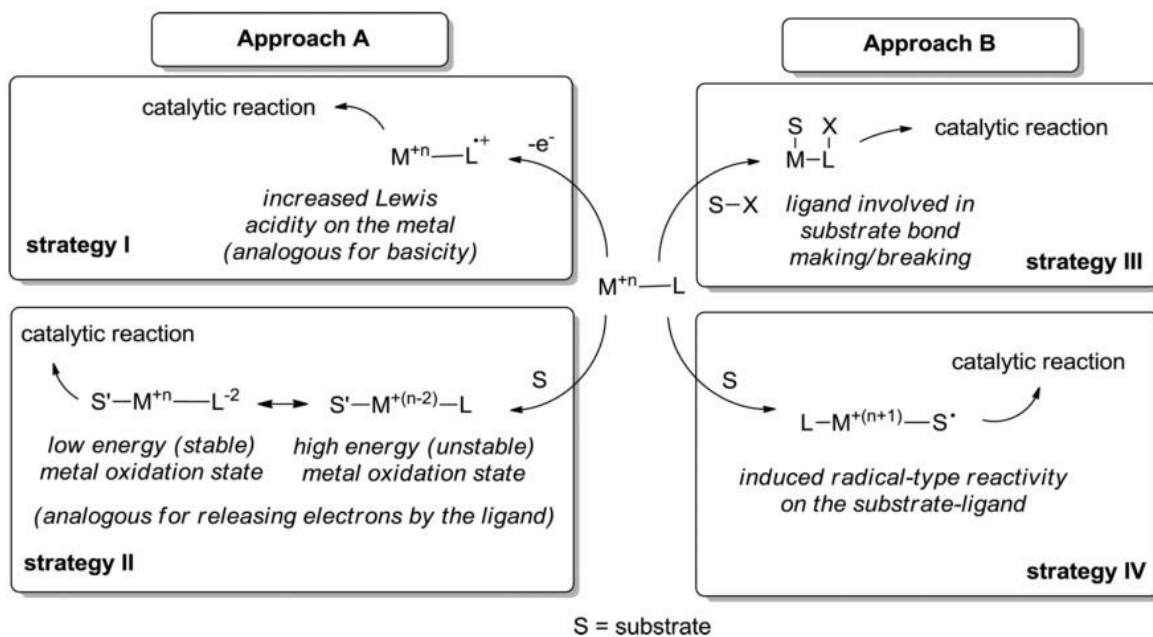 Approach A
catalytic reaction
M+n—L•+
-e-
increased Lewis
acidity on the metal
(analogous for basicity)
strategy I
catalytic reaction
S'—M+n—L-2
S'—M+(n-2)—L
S
low energy (stable)
metal oxidation state
high energy (unstable)
metal oxidation state
(analogous for releasing electrons by the ligand)
strategy II
M+n—L
Approach B
S X
M—L
catalytic reaction
S—X
ligand involved in
substrate bond
making/breaking
strategy III
S
catalytic reaction
L—M+(n+1)—S•
induced radical-type reactivity
on the substrate-ligand
strategy IV
S = substrate